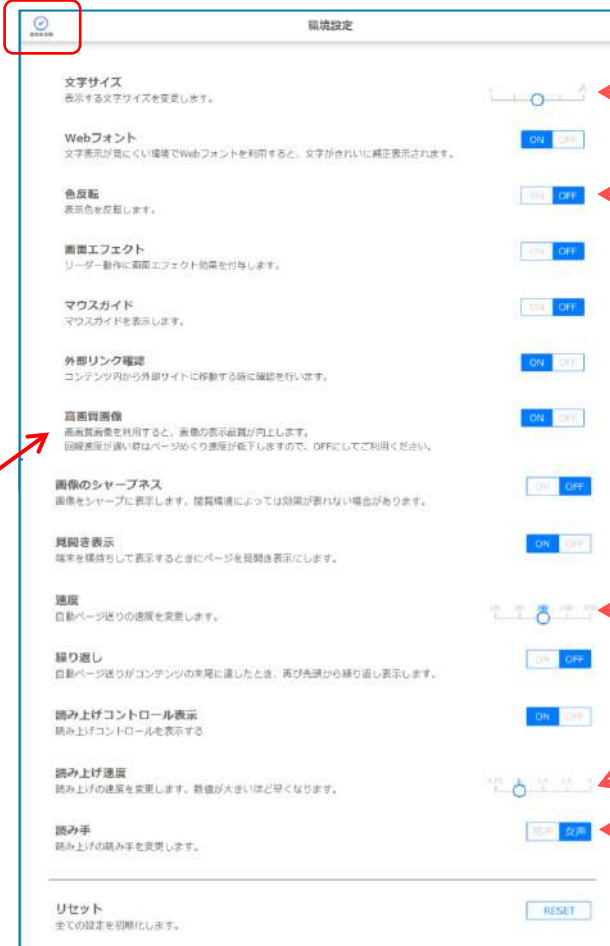 環境設定
文字サイズ
表示する文字サイズを変更します。
Webフォント
文字表示が見にくい環境でWebフォントを利用すると、文字がきれいに補正表示されます。
ON OFF
色反転
表示色を反転します。
ON OFF
画面エフェクト
リーダー動作に画面エフェクト効果を付与します。
ON OFF
マウスガイド
マウスガイドを表示します。
ON OFF
外部リンク確認
コンテンツ内から外部サイトに移動する時に確認を行います。
ON OFF
高画質画像
高画質画像を利用すると、画像の表示品質が向上します。
回線速度が遅い時はページめくり速度が低下しますので、OFFにしてご利用ください。
ON OFF
画像のシャープネス
画像をシャープに表示します。閲覧環境によっては効果が表れない場合があります。
ON OFF
見開き表示
端末を横持ちして表示するときにページを見開き表示にします。
ON OFF
速度
自動ページ送りの速度を変更します。
繰り返し
自動ページ送りがコンテンツの末尾に達したとき、再び先頭から繰り返し表示します。
ON OFF
読み上げコントロール表示
読み上げコントロールを表示する
ON OFF
読み上げ速度
読み上げの速度を変更します。数値が大きいほど早くなります。
読み手
読み上げの読み手を変更します。
男声 女声
リセット
全ての設定を初期化します。
RESET